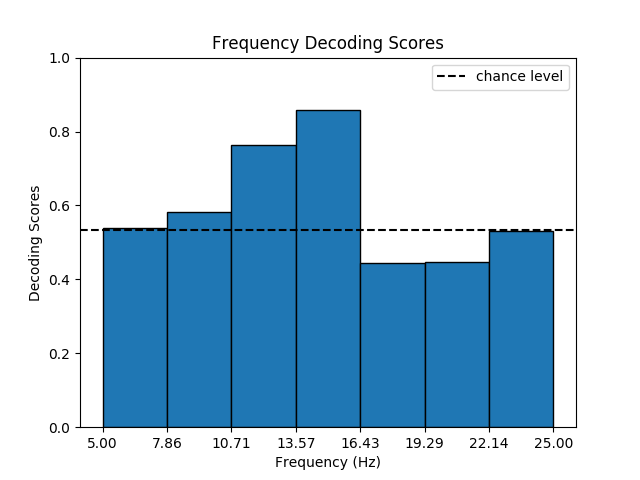 Frequency Decoding Scores
chance level
1.0
0.8
0.6
0.4
0.2
0.0
Decoding Scores
5.00 7.86 10.71 13.57 16.43 19.29 22.14 25.00
Frequency (Hz)